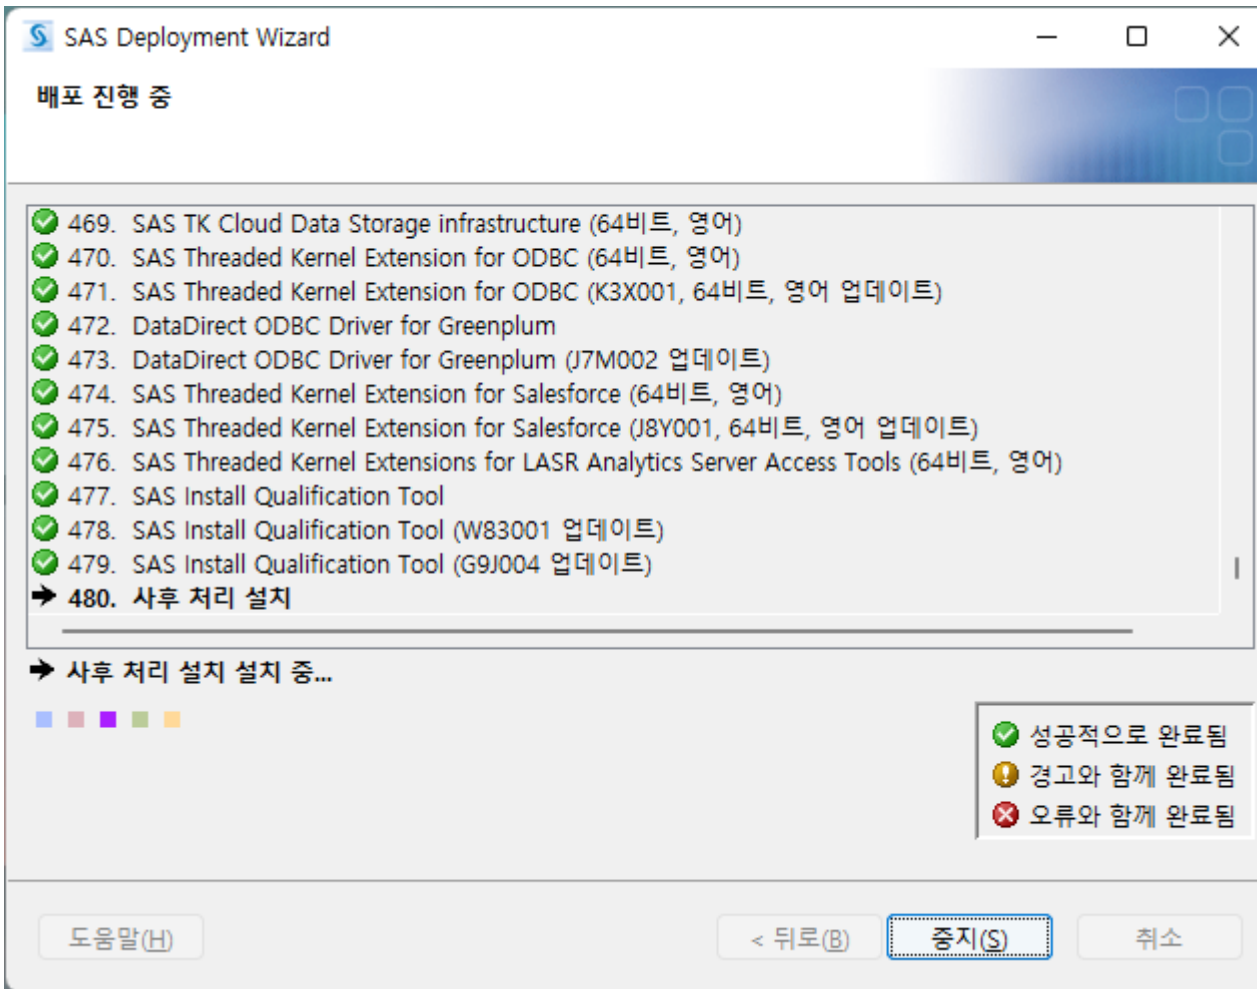 SAS Deployment Wizard
배포 진행 중
469. SAS TK Cloud Data Storage infrastructure (64비트, 영어)
470. SAS Threaded Kernel Extension for ODBC (64비트, 영어)
471. SAS Threaded Kernel Extension for ODBC (K3X001, 64비트, 영어 업데이트)
472. DataDirect ODBC Driver for Greenplum
473. DataDirect ODBC Driver for Greenplum (J7M002 업데이트)
474. SAS Threaded Kernel Extension for Salesforce (64비트, 영어)
475. SAS Threaded Kernel Extension for Salesforce (J8Y001, 64비트, 영어 업데이트)
476. SAS Threaded Kernel Extensions for LASR Analytics Server Access Tools (64비트, 영어)
477. SAS Install Qualification Tool
478. SAS Install Qualification Tool (W83001 업데이트)
479. SAS Install Qualification Tool (G9J004 업데이트)
480. 사후 처리 설치
사후 처리 설치 설치 중...
성공적으로 완료됨
경고와 함께 완료됨
오류와 함께 완료됨
도움말(H)
< 뒤로(B)
중지(S)
취소